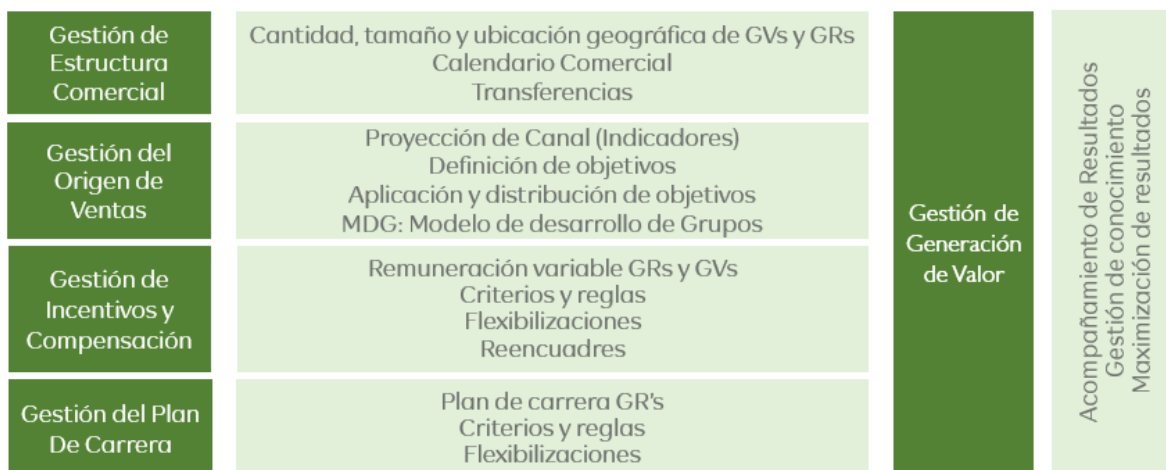 Gestión de
Estructura
Comercial
Cantidad, tamaño y ubicación geográfica de GVs y GRs
Calendario Comercial
Transferencias
Gestión del
Origen de
Ventas
Proyección de Canal (Indicadores)
Definición de objetivos
Aplicación y distribución de objetivos
MDG: Modelo de desarrollo de Grupos
Gestión de
Incentivos y
Compensación
Remuneración variable GRs y GVs
Criterios y reglas
Flexibilizaciones
Reencuadres
Gestión del Plan
De Carrera
Plan de carrera GR's
Criterios y reglas
Flexibilizaciones
Gestión de
Generación
de Valor
Acompañamiento de Resultados
Gestión de conocimiento
Maximización de resultados